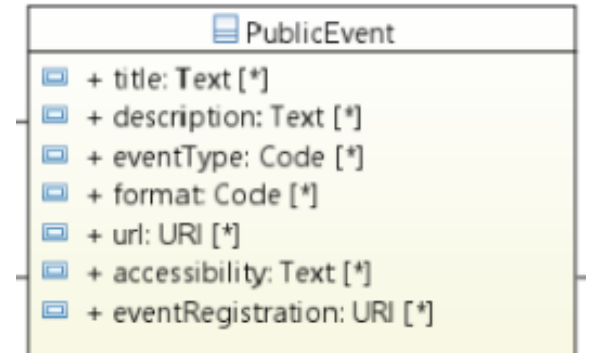 PublicEvent
+ title: Text [*]
+ description: Text [*]
+ eventType: Code [*]
+ format: Code [*]
+ url: URI [*]
+ accessibility: Text [*]
+ eventRegistration: URI [*]